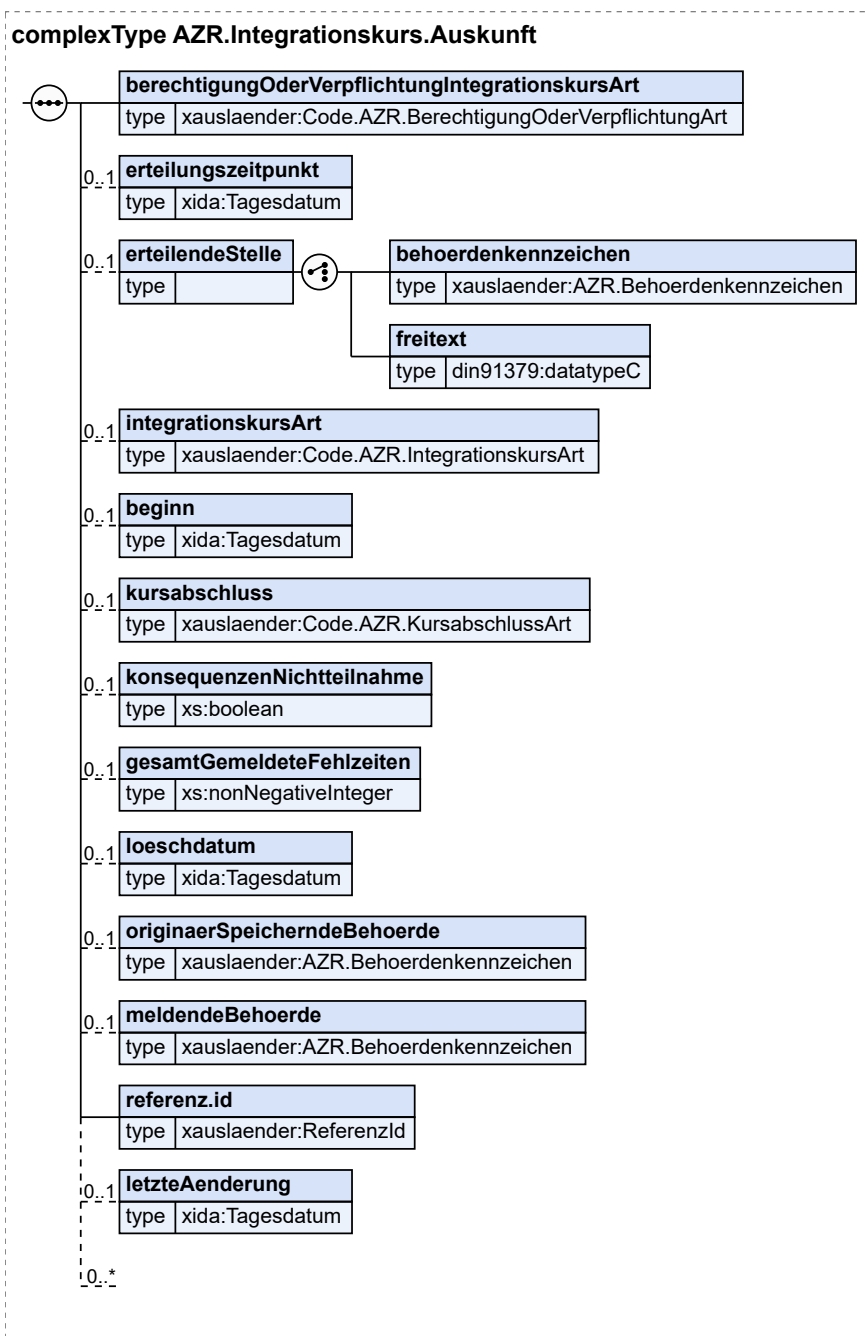 complexType AZR.Integrationskurs.Auskunft
berechtigungOderVerpflichtungIntegrationskursArt
type xauslaender:Code.AZR.BerechtigungOderVerpflichtungArt
0..1 erteilungszeitpunkt
type xida:Tagesdatum
0..1 erteilendeStelle
type
behoerdenkennzeichen
type xauslaender:AZR.Behoerdenkennzeichen
freitext
type din91379:datatypeC
0..1 integrationskursArt
type xauslaender:Code.AZR.IntegrationskursArt
0..1 beginn
type xida:Tagesdatum
0..1 kursabschluss
type xauslaender:Code.AZR.KursabschlussArt
0..1 konsequenzenNichtteilnahme
type xs:boolean
0..1 gesamtGemeldeteFehlzeiten
type xs:nonNegativeInteger
0..1 loeschdatum
type xida:Tagesdatum
0..1 originaerSpeicherndeBehoerde
type xauslaender:AZR.Behoerdenkennzeichen
0..1 meldendeBehoerde
type xauslaender:AZR.Behoerdenkennzeichen
referenz.id
type xauslaender:ReferenzId
0..1 letzteAenderung
type xida:Tagesdatum
0..*